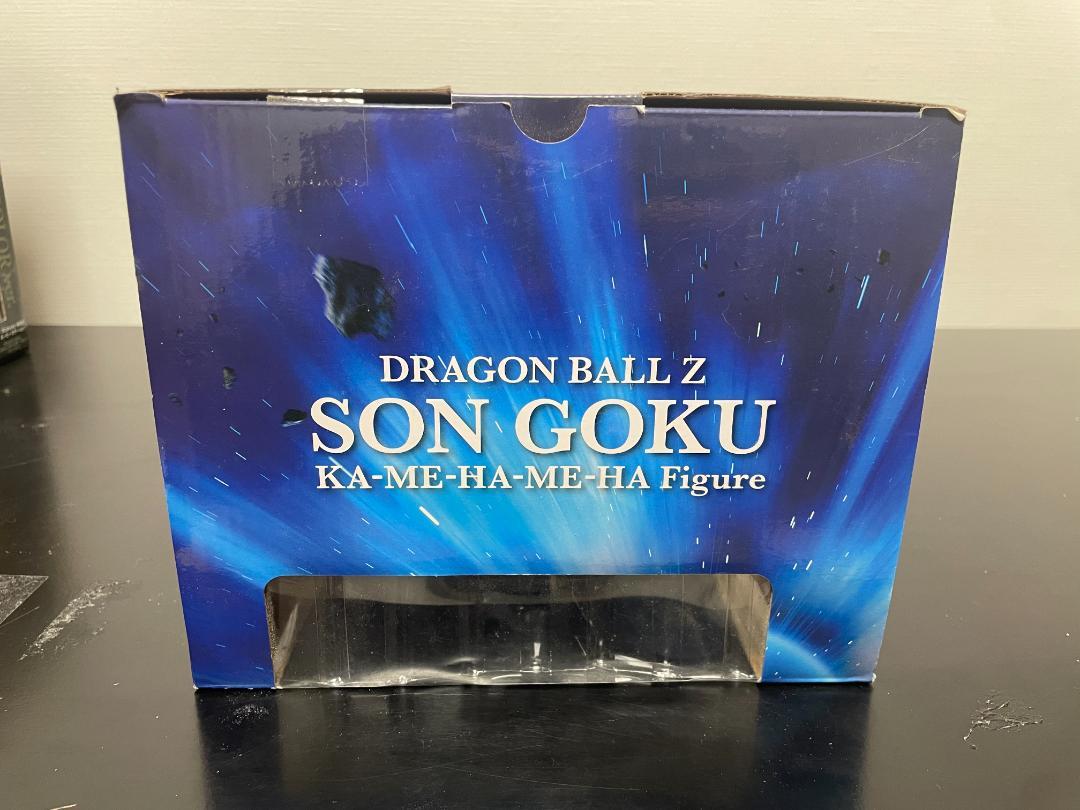 DRAGON BALL Z
SON GOKU
KA-ME-HA-ME-HA Figure